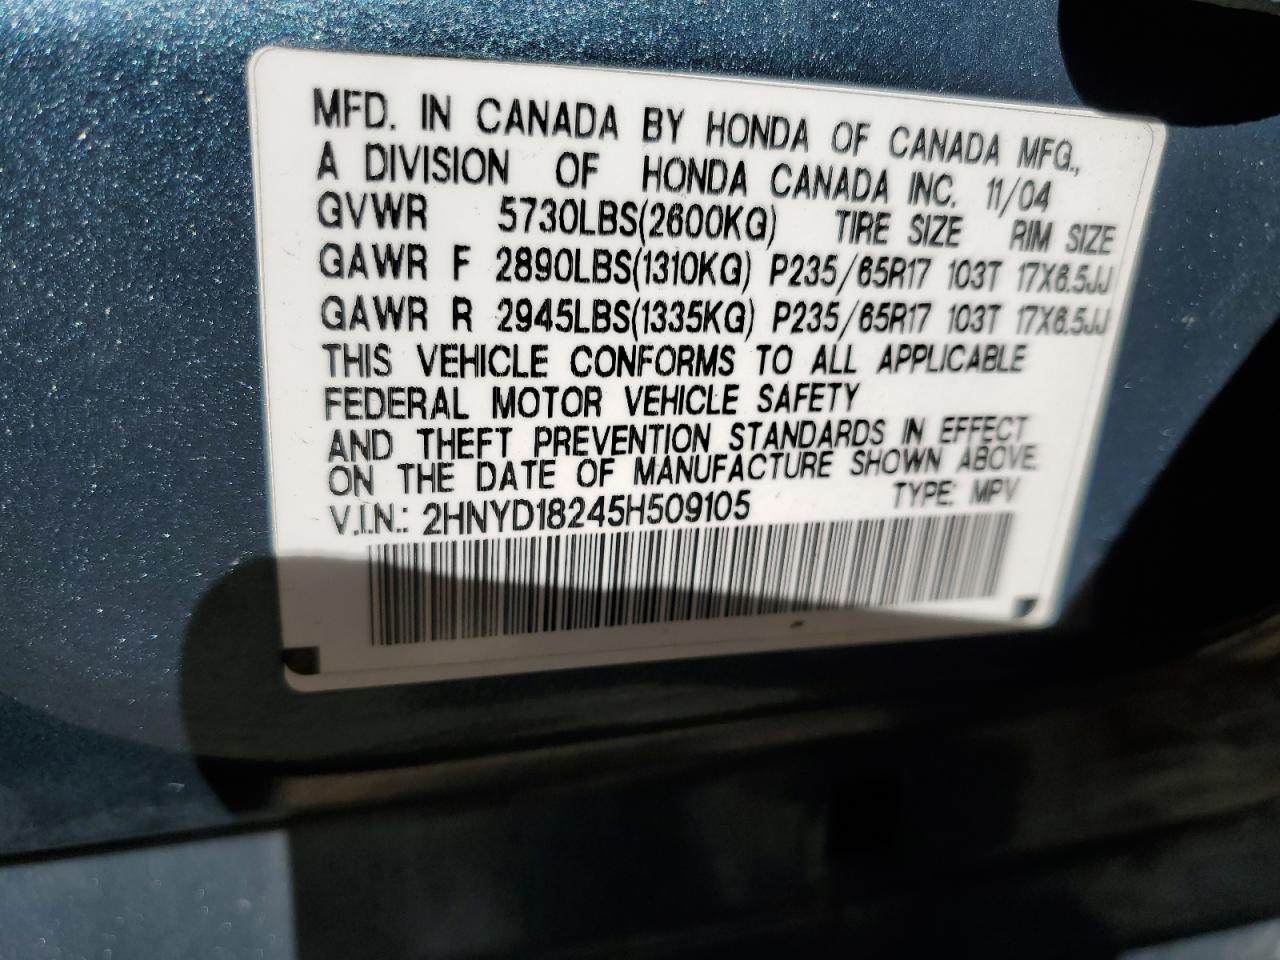 MFD. IN CANADA BY HONDA OF CANADA MFG.,
A DIVISION OF HONDA CANADA INC. 11/04
GVWR 5730LBS(2600KG) TIRE SIZE RIM SIZE
GAWR F 2890LBS(1310KG) P235/65R17 103T 17X6.5JJ
GAWR R 2945LBS(1335KG) P235/65R17 103T 17X6.5JJ
THIS VEHICLE CONFORMS TO ALL APPLICABLE
FEDERAL MOTOR VEHICLE SAFETY
AND THEFT PREVENTION STANDARDS IN EFFECT
ON THE DATE OF MANUFACTURE SHOWN ABOVE.
V.I.N.: 2HNYD18245H509105 TYPE: MPV